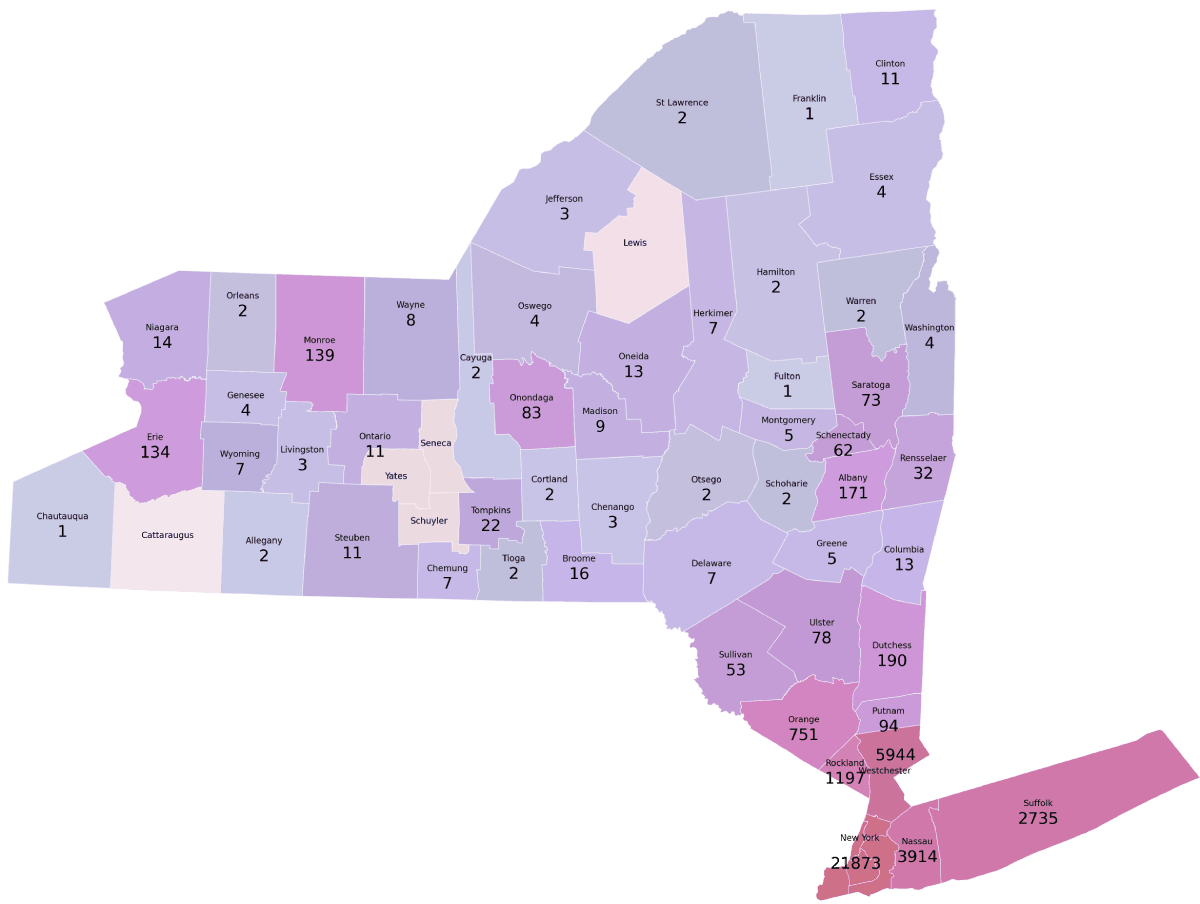 Clinton
11
St Lawrence
2
Franklin
1
Essex
4
Jefferson
3
Lewis
Hamilton
2
Herkimer
7
Warren
2
Washington
4
Orleans
2
Niagara
14
Monroe
139
Wayne
8
Oswego
4
Cayuga
2
Oneida
13
Fulton
1
Saratoga
73
Genesee
4
Onondaga
83
Madison
9
Montgomery
5
Schenectady
62
Erie
134
Wyoming
7
Livingston
3
Ontario
11
Seneca
Yates
Rensselaer
32
Albany
171
Cortland
2
Otsego
2
Schoharie
2
Chautauqua
1
Cattaraugus
Allegany
2
Steuben
11
Schuyler
Tompkins
22
Chenango
3
Greene
5
Columbia
13
Chemung
7
Tioga
2
Broome
16
Delaware
7
Ulster
78
Dutchess
190
Sullivan
53
Orange
751
Putnam
94
5944
Westchester
Rockland
1197
Suffolk
2735
New York
21873
Nassau
3914